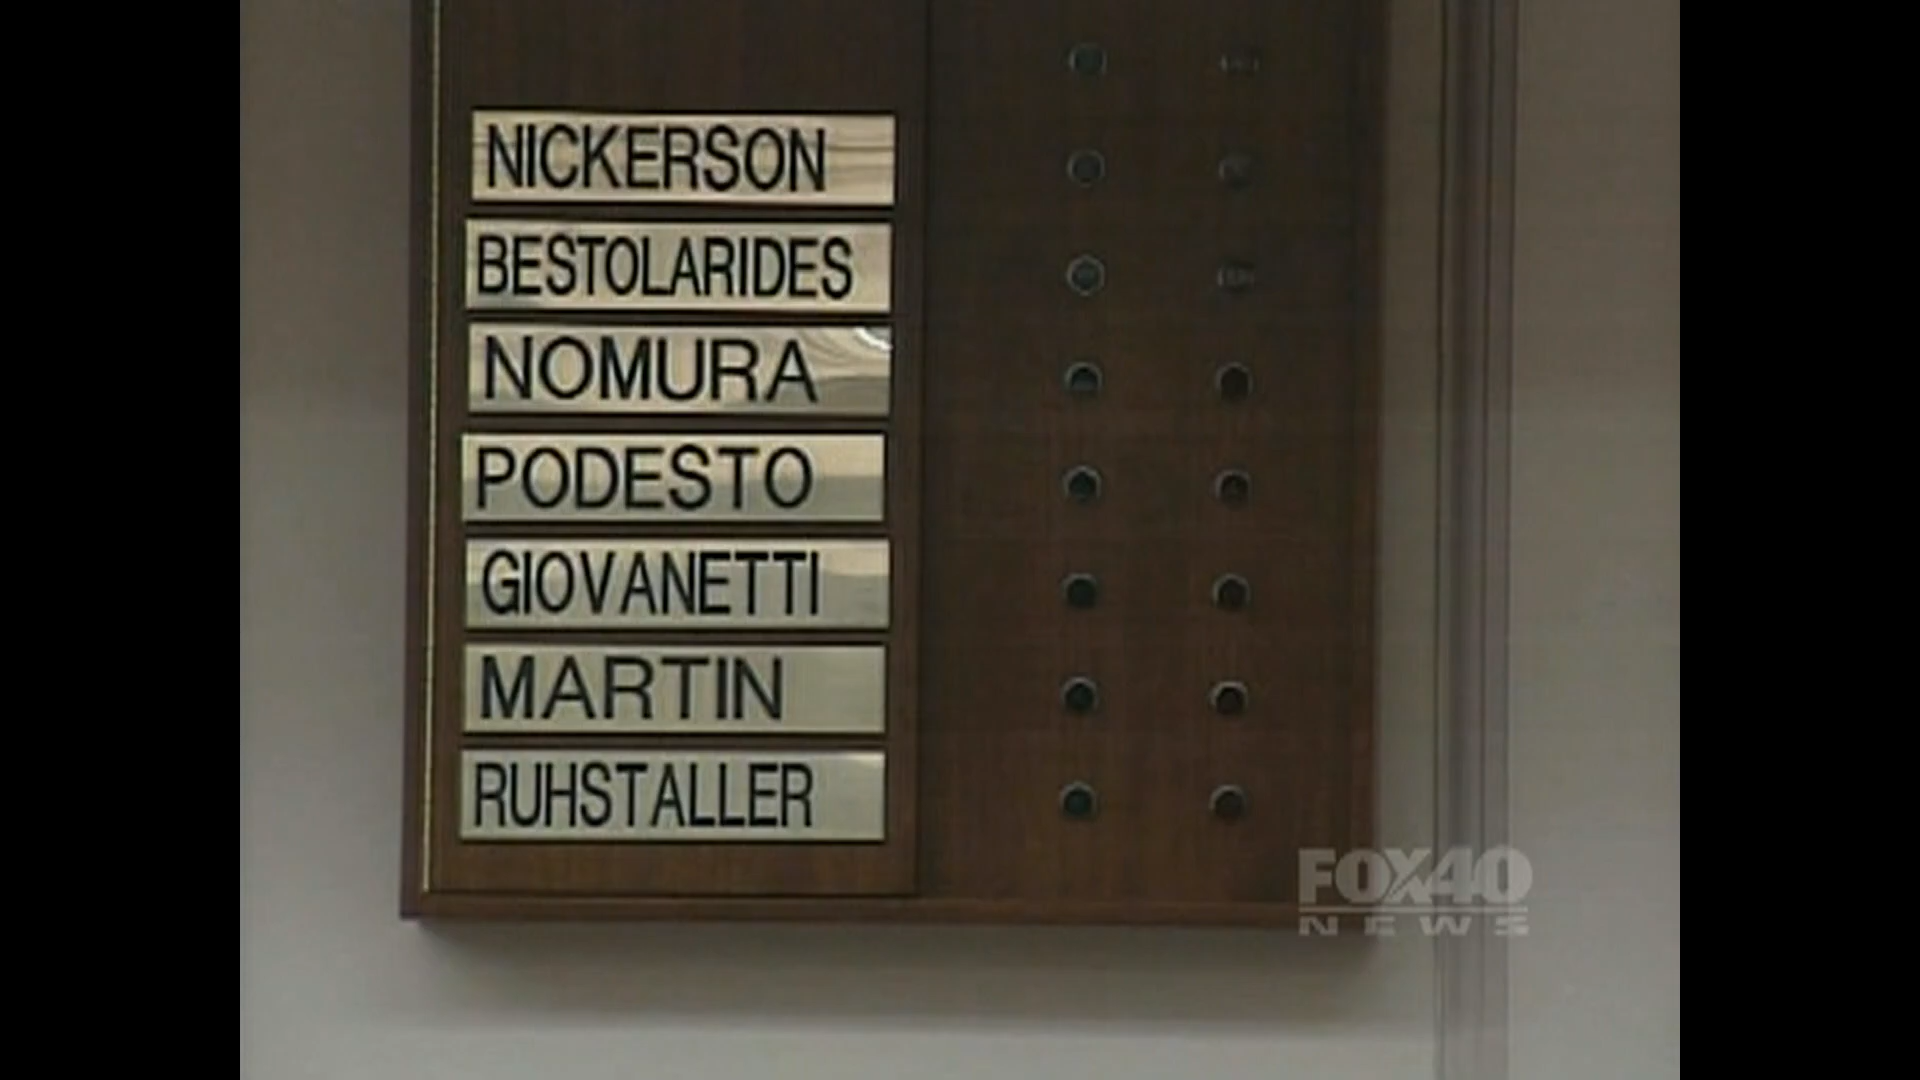 NICKERSON
BESTOLARIDES
NOMURA
PODESTO
GIOVANETTI
MARTIN
RUHSTALLER
FOX40
NEWS